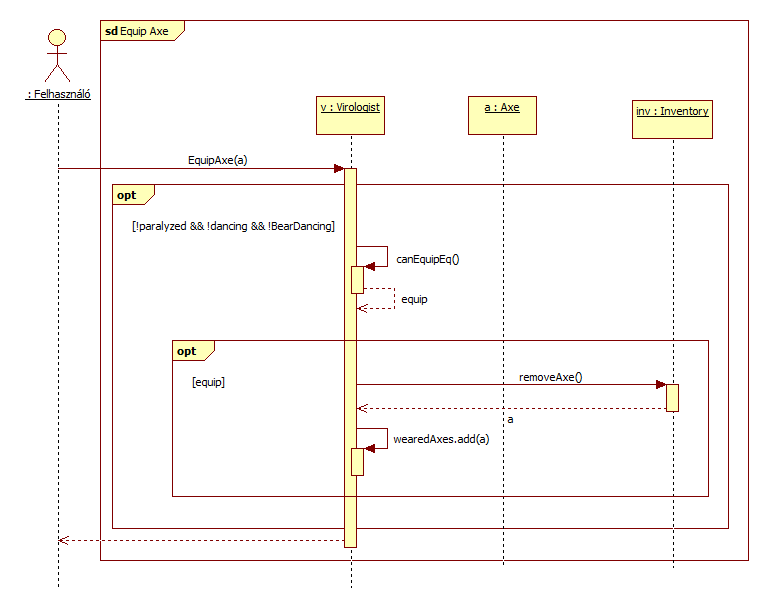 sd Equip Axe
: Felhasználó
v : Virologist
a : Axe
inv : Inventory
EquipAxe(a)
opt
[!paralyzed && !dancing && !BearDancing]
canEquipEq()
equip
opt
[equip]
removeAxe()
a
wearedAxes.add(a)